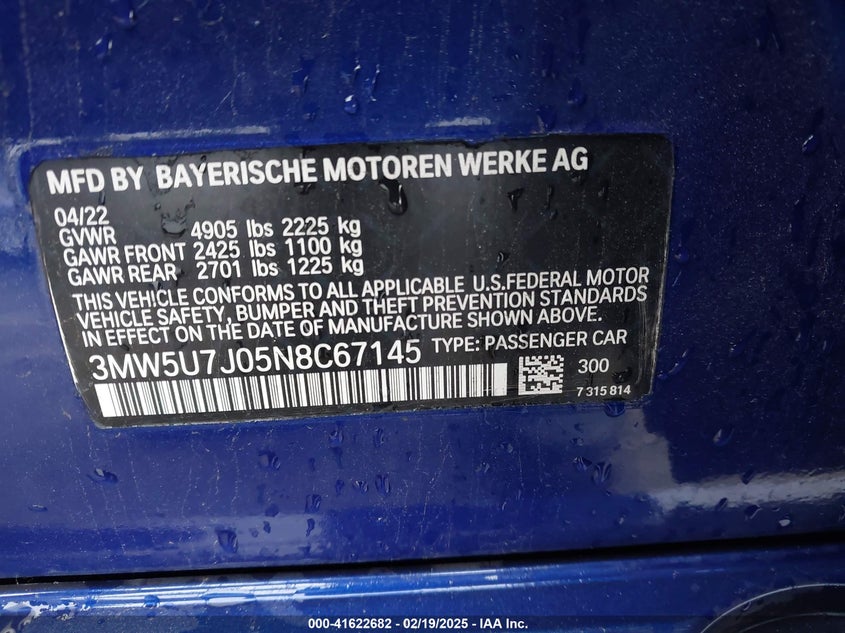 MFD BY BAYERISCHE MOTOREN WERKE AG
04/22
GVWR 4905 lbs 2225 kg
GAWR FRONT 2425 lbs 1100 kg
GAWR REAR 2701 lbs 1225 kg
THIS VEHICLE CONFORMS TO ALL APPLICABLE U.S.FEDERAL MOTOR
VEHICLE SAFETY, BUMPER AND THEFT PREVENTION STANDARDS
IN EFFECT ON THE DATE OF MANUFACTURE SHOWN ABOVE.
3MW5U7J05N8C67145 TYPE: PASSENGER CAR
300
7 315 814
000-41622682 - 02/19/2025 - IAA Inc.